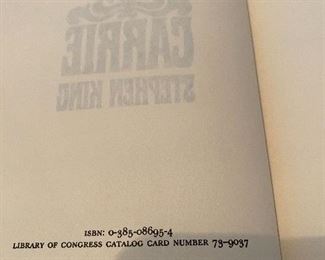 CARRIE
STEPHEN KING
ISBN: 0-385-08695-4
LIBRARY OF CONGRESS CATALOG CARD NUMBER 73-9037